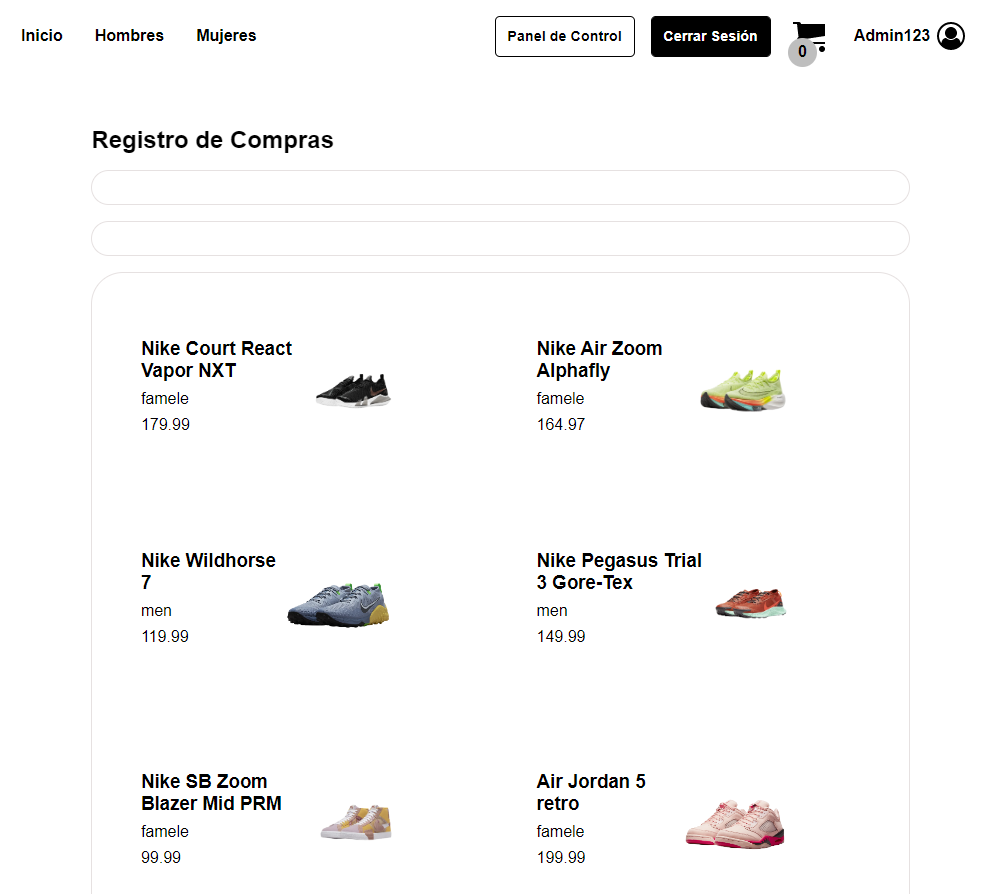 Inicio Hombres Mujeres Panel de Control Cerrar Sesión 0 Admin123
Registro de Compras
Nike Court React
Vapor NXT
famele
179.99
Nike Air Zoom
Alphafly
famele
164.97
Nike Wildhorse
7
men
119.99
Nike Pegasus Trial
3 Gore-Tex
men
149.99
Nike SB Zoom
Blazer Mid PRM
famele
99.99
Air Jordan 5
retro
famele
199.99